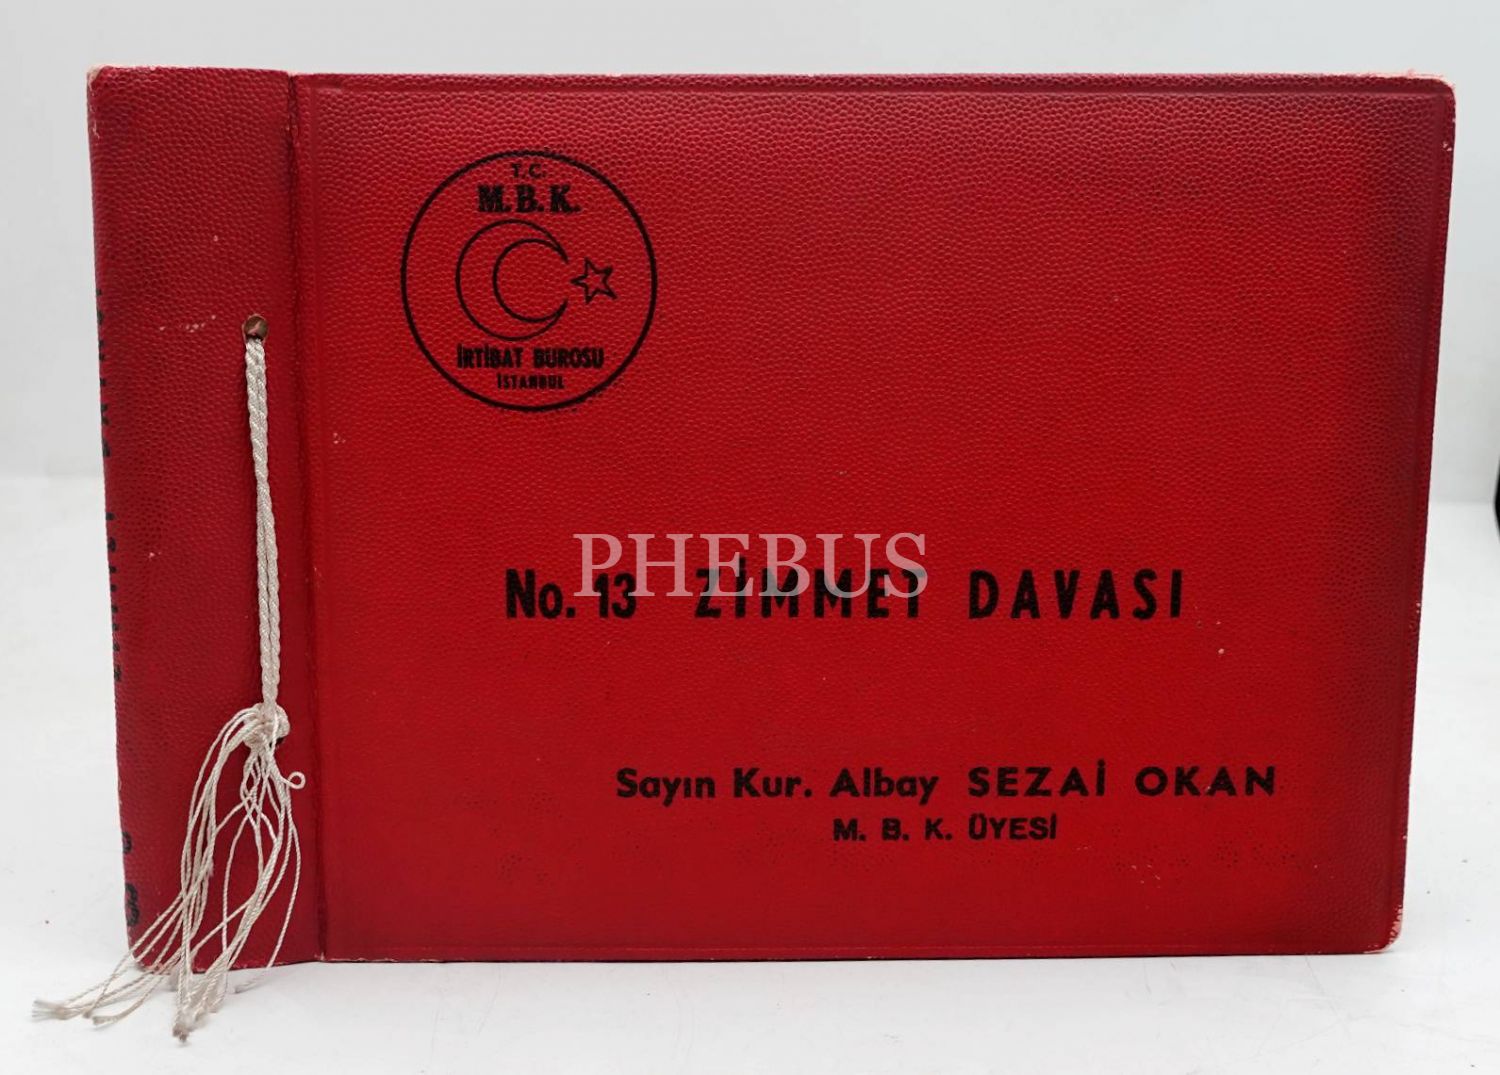 T.C.
M.B.K.
İRTİBAT BUROSU
İSTANBUL
PHEBUS
No. 13 ZİMMET DAVASI
Sayın Kur. Albay SEZAİ OKAN
M. B. K. ÜYESİ